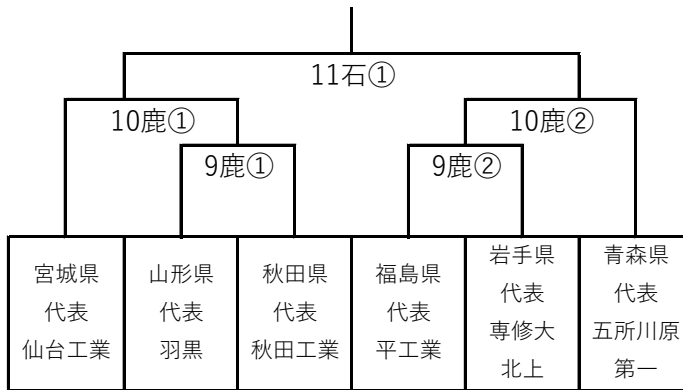 11石①
10鹿①
10鹿②
9鹿①
9鹿②
宮城県
代表
仙台工業
山形県
代表
羽黒
秋田県
代表
秋田工業
福島県
代表
平工業
岩手県
代表
専修大
北上
青森県
代表
五所川原
第一